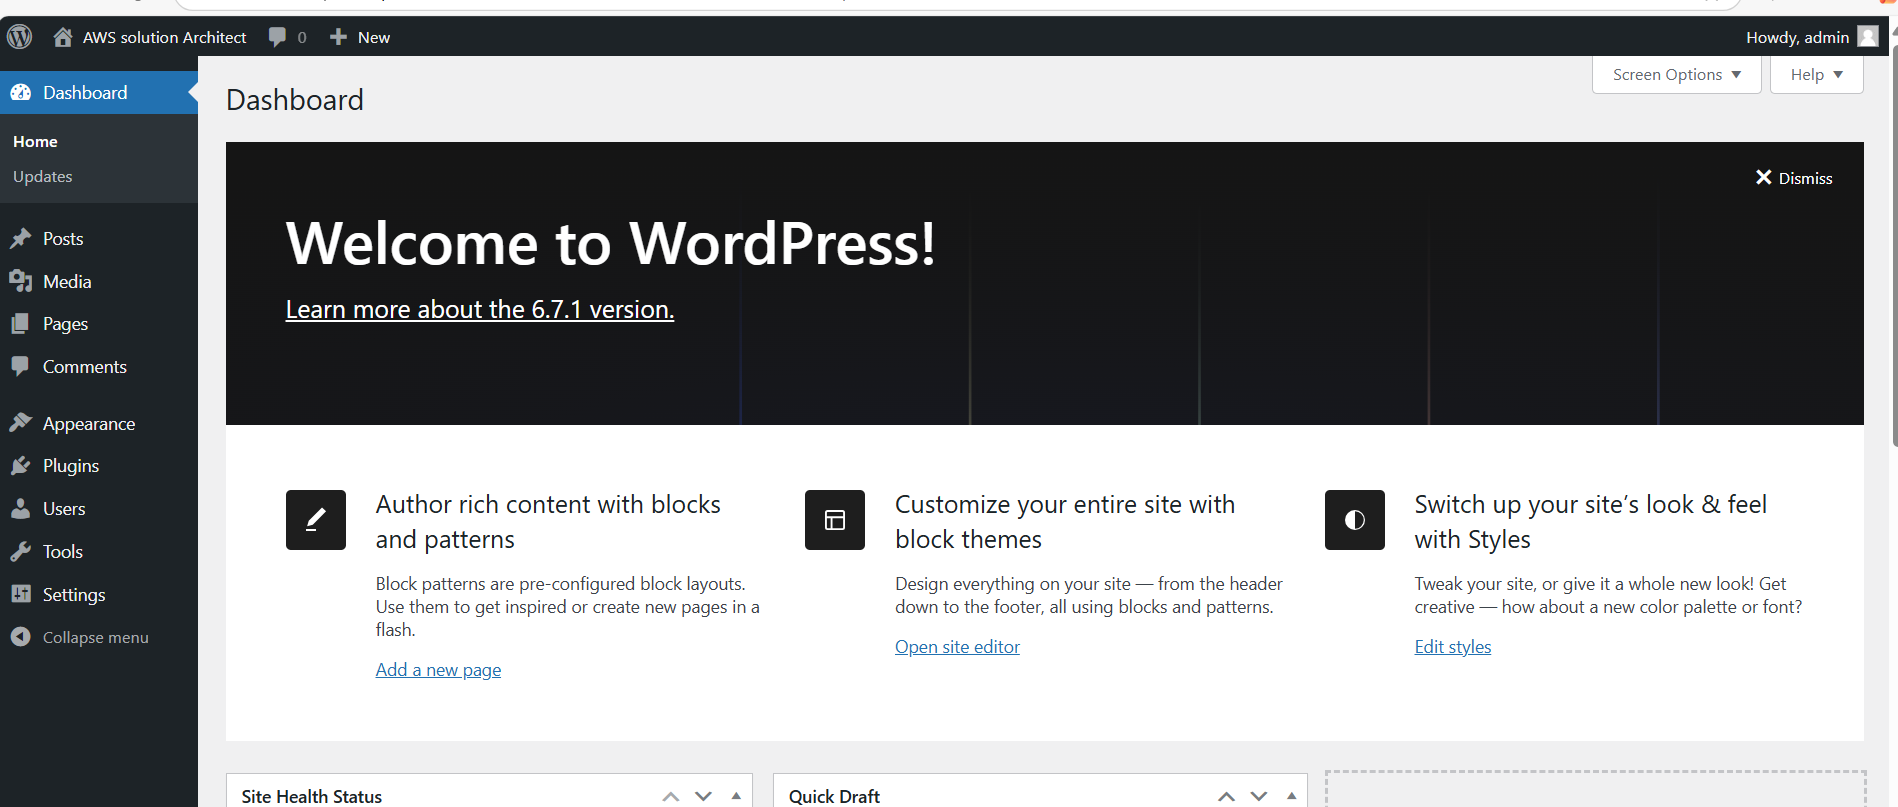 AWS solution Architect
0
New
Howdy, admin
Screen Options
Help
Dashboard
Home
Updates
Posts
Media
Pages
Comments
Appearance
Plugins
Users
Tools
Settings
Collapse menu
Dashboard
Dismiss
Welcome to WordPress!
Learn more about the 6.7.1 version.
Author rich content with blocks
and patterns
Block patterns are pre-configured block layouts.
Use them to get inspired or create new pages in a
flash.
Add a new page
Customize your entire site with
block themes
Design everything on your site — from the header
down to the footer, all using blocks and patterns.
Open site editor
Switch up your site’s look & feel
with Styles
Tweak your site, or give it a whole new look! Get
creative — how about a new color palette or font?
Edit styles
Site Health Status
Quick Draft